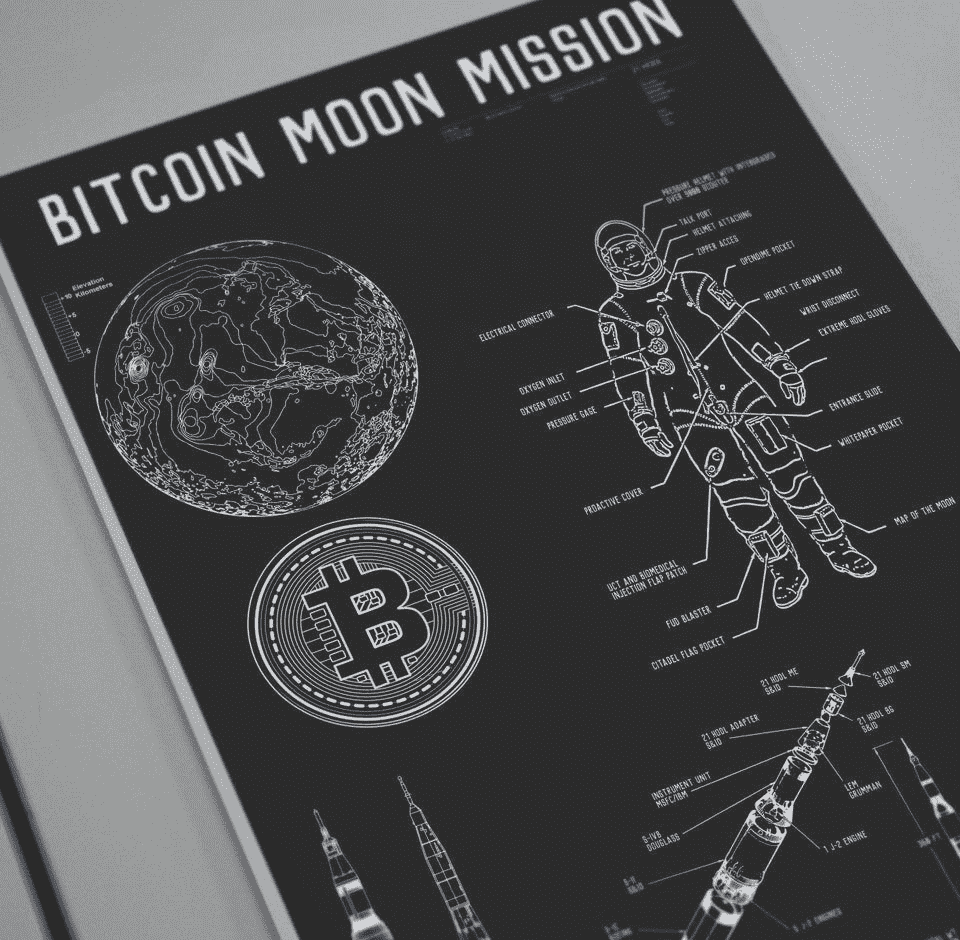 BITCOIN MOON MISSION
Elevation
Kilometers
+10
+5
0
-5
PRESSURE HELMET WITH INTERGRADED
OVER 9000 SCOUTER
TALK PORT
HELMET ATTACHING
ZIPPER ACCES
OPENDIME POCKET
HELMET TIE DOWN STRAP
WRIST DISCONNECT
EXTREME HODL GLOVES
ELECTRICAL CONNECTOR
OXYGEN INLET
OXYGEN OUTLET
PRESSURE GAGE
ENTRANCE SLIDE
WHITEPAPER POCKET
PROACTIVE COVER
MAP OF THE MOON
UCT AND BIOMEDICAL
INJECTION FLAP PATCH
FUD BLASTER
CITADEL FLAG POCKET
21 HODL ME
S&ID
21 HODL SM
S&ID
21 HODL ADAPTER
S&ID
21 HODL BG
S&ID
INSTRUMENT UNIT
MSFC/IBM
LEM
GRUMMAN
S-IVB
DOUGLASS
1 J-2 ENGINE
S-II
S&ID
5 J-2 ENGINES
B